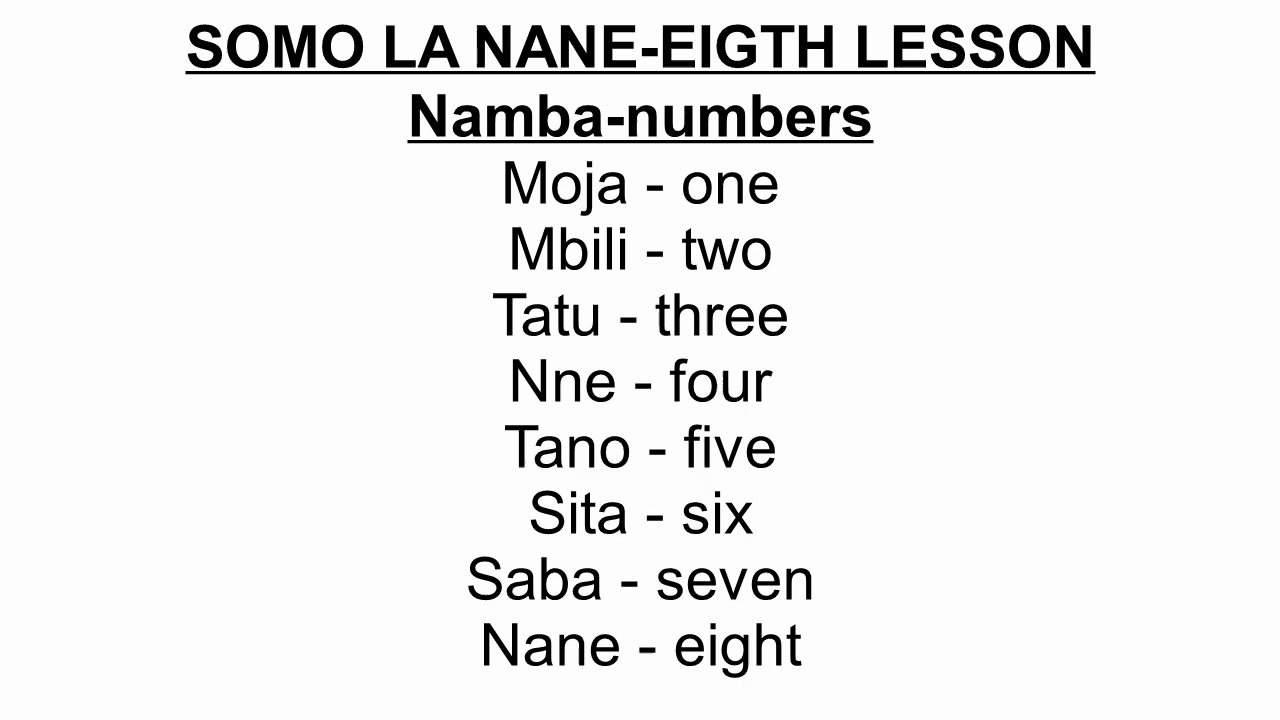 SOMO LA NANE-EIGTH LESSON
Namba-numbers
Moja - one
Mbili - two
Tatu - three
Nne - four
Tano - five
Sita - six
Saba - seven
Nane - eight